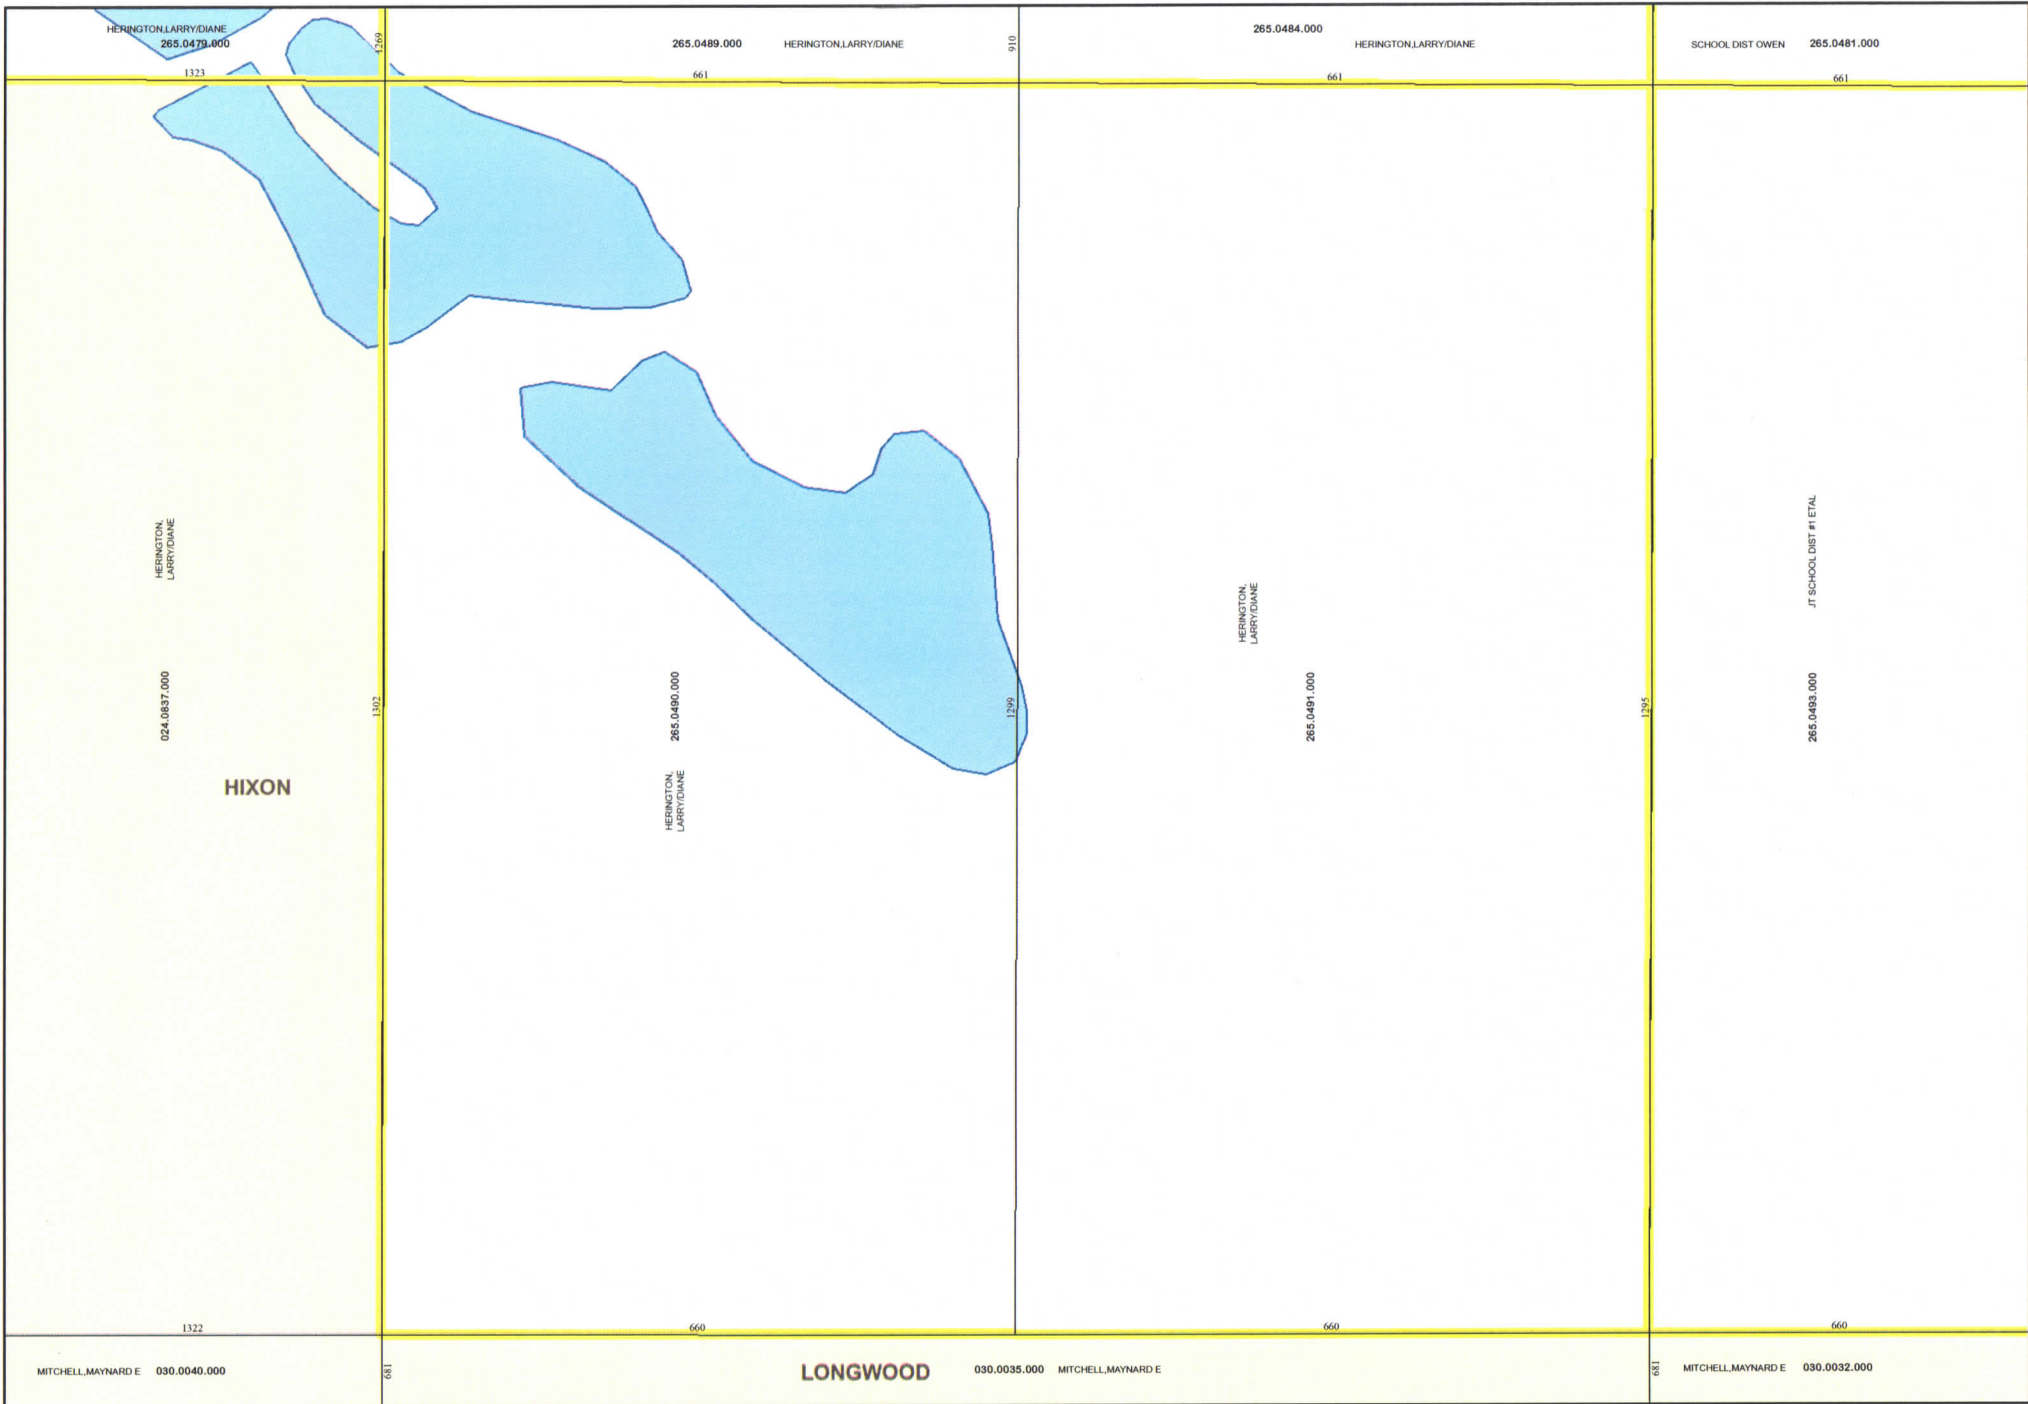 HERINGTON,LARRY/DIANE
265.0479.000
1269
265.0489.000 HERINGTON,LARRY/DIANE
910
265.0484.000
HERINGTON,LARRY/DIANE
SCHOOL DIST OWEN 265.0481.000
1323
661
661
661
HERINGTON,
LARRY/DIANE
024.0837.000
HIXON
1302
265.0490.000
HERINGTON,
LARRY/DIANE
1299
HERINGTON,
LARRY/DIANE
265.0491.000
1295
JT SCHOOL DIST #1 ETAL
265.0493.000
1322
660
660
660
MITCHELL,MAYNARD E 030.0040.000
681
LONGWOOD
030.0035.000 MITCHELL,MAYNARD E
681
MITCHELL,MAYNARD E 030.0032.000